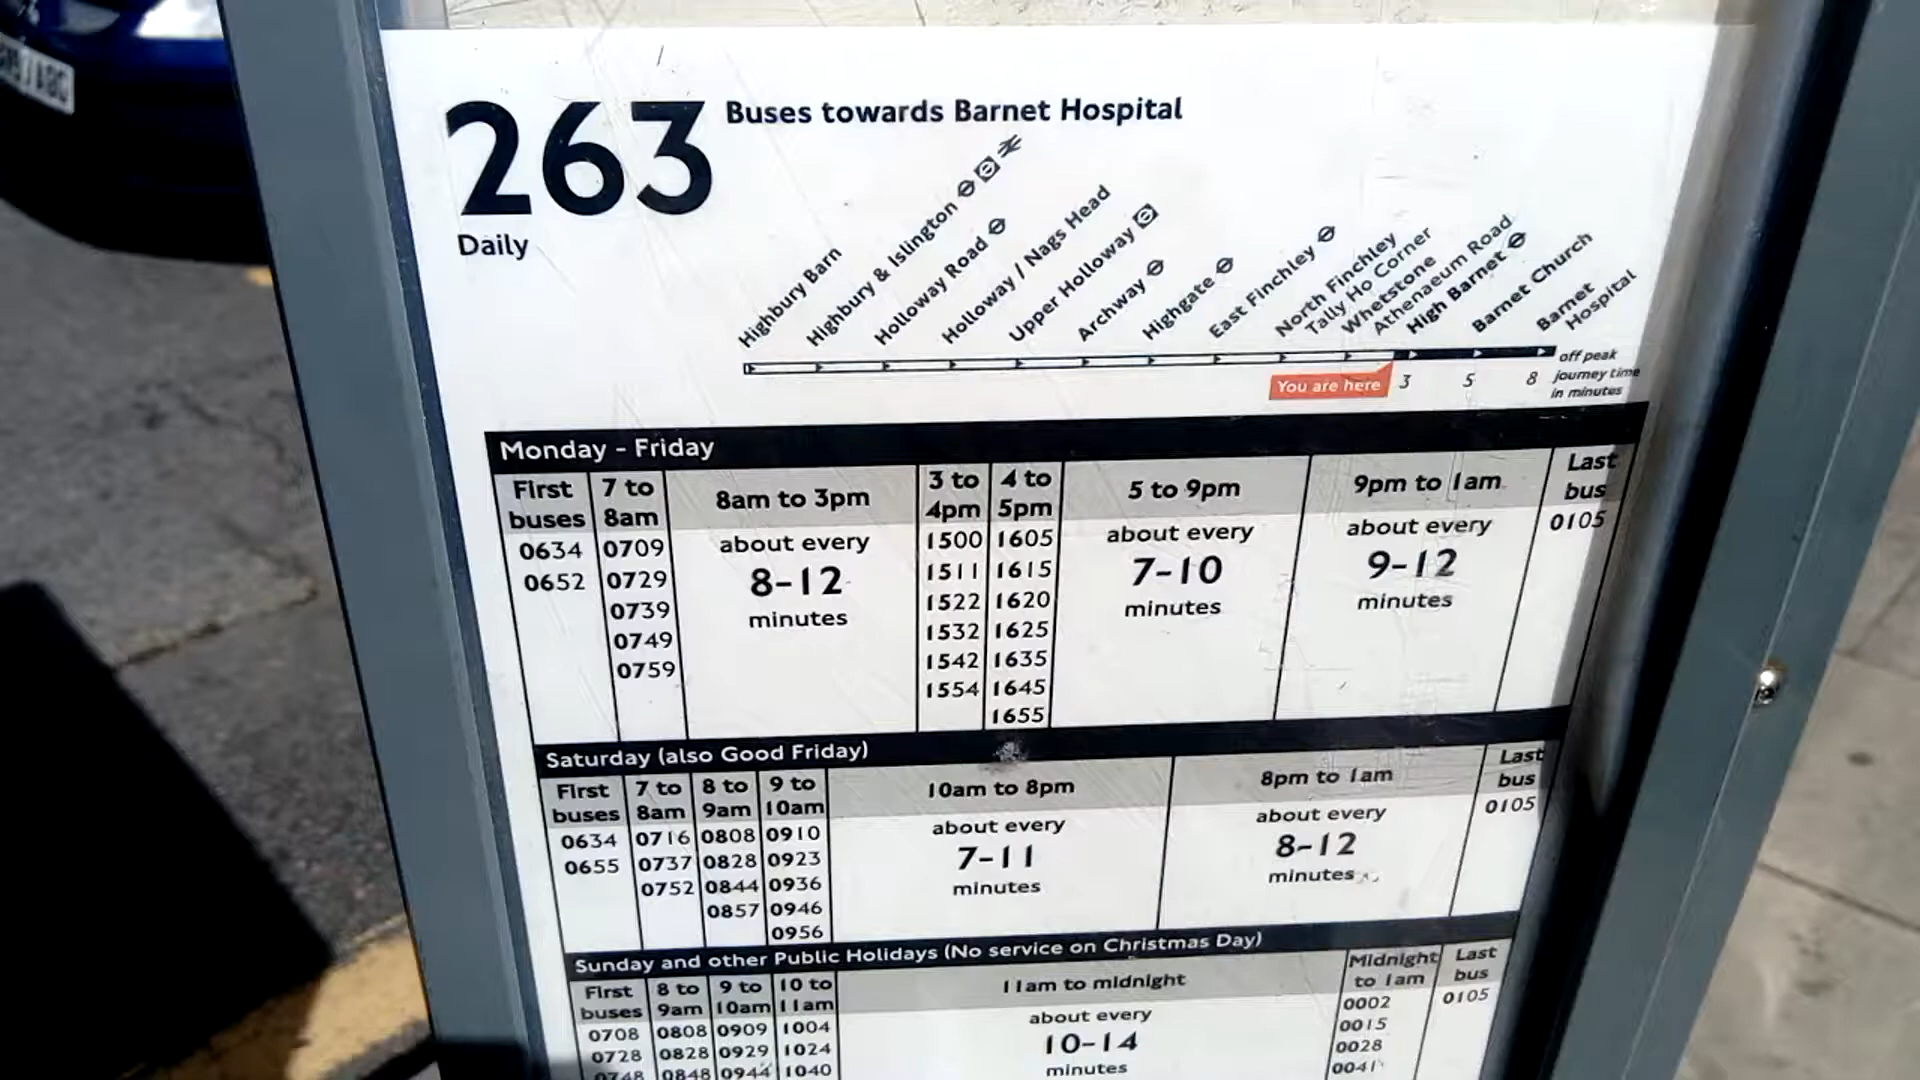 263
Buses towards Barnet Hospital
Daily
Highbury Barn
Highbury & Islington
Holloway Road
Holloway / Nags Head
Upper Holloway
Archway
Highgate
East Finchley
North Finchley
Tally Ho Corner
Whetstone
Athenaeum Road
High Barnet
Barnet Church
Barnet
Hospital
You are here 3 5 8 off peak
journey time
in minutes
Monday - Friday
First buses
0634
0652
7 to 8am
0709
0729
0739
0749
0759
8am to 3pm
about every
8-12
minutes
3 to 4pm
1500
1511
1522
1532
1542
1554
4 to 5pm
1605
1615
1620
1625
1635
1645
1655
5 to 9pm
about every
7-10
minutes
9pm to 1am
about every
9-12
minutes
Last bus
0105
Saturday (also Good Friday)
First buses
0634
0655
7 to 8am
0716
0737
0752
8 to 9am
0808
0828
0844
0857
9 to 10am
0910
0923
0936
0946
0956
10am to 8pm
about every
7-11
minutes
8pm to 1am
about every
8-12
minutes
Last bus
0105
Sunday and other Public Holidays (No service on Christmas Day)
First buses
0708
0728
0748
8 to 9am
0808
0828
0848
9 to 10am
0909
0929
0944
10 to 11am
1004
1024
1040
11am to midnight
about every
10-14
minutes
Midnight to 1am
0002
0015
0028
0041
Last bus
0105